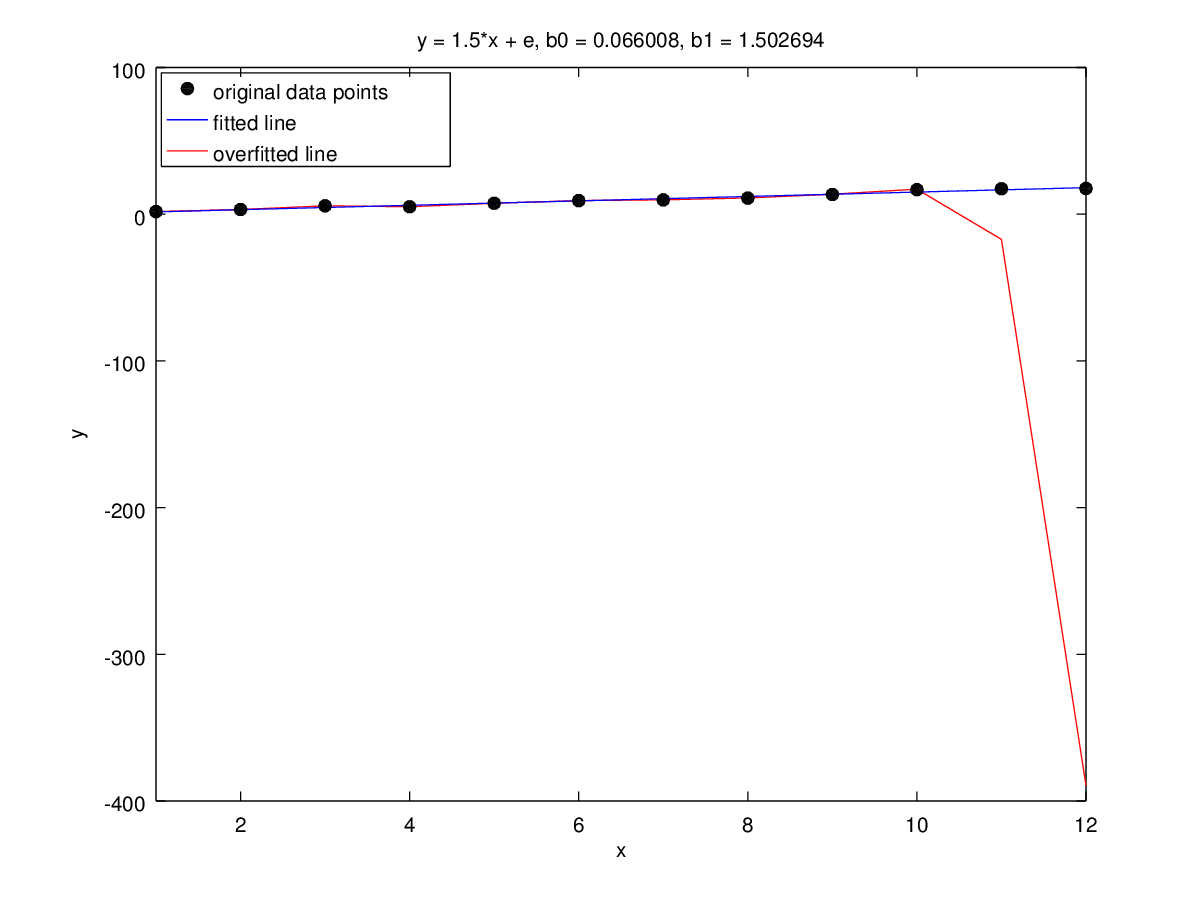 y = 1.5*x + e, b0 = 0.066008, b1 = 1.502694
100
original data points
fitted line
overfitted line
0
-100
y
-200
-300
-400
2 4 6 8 10 12
x